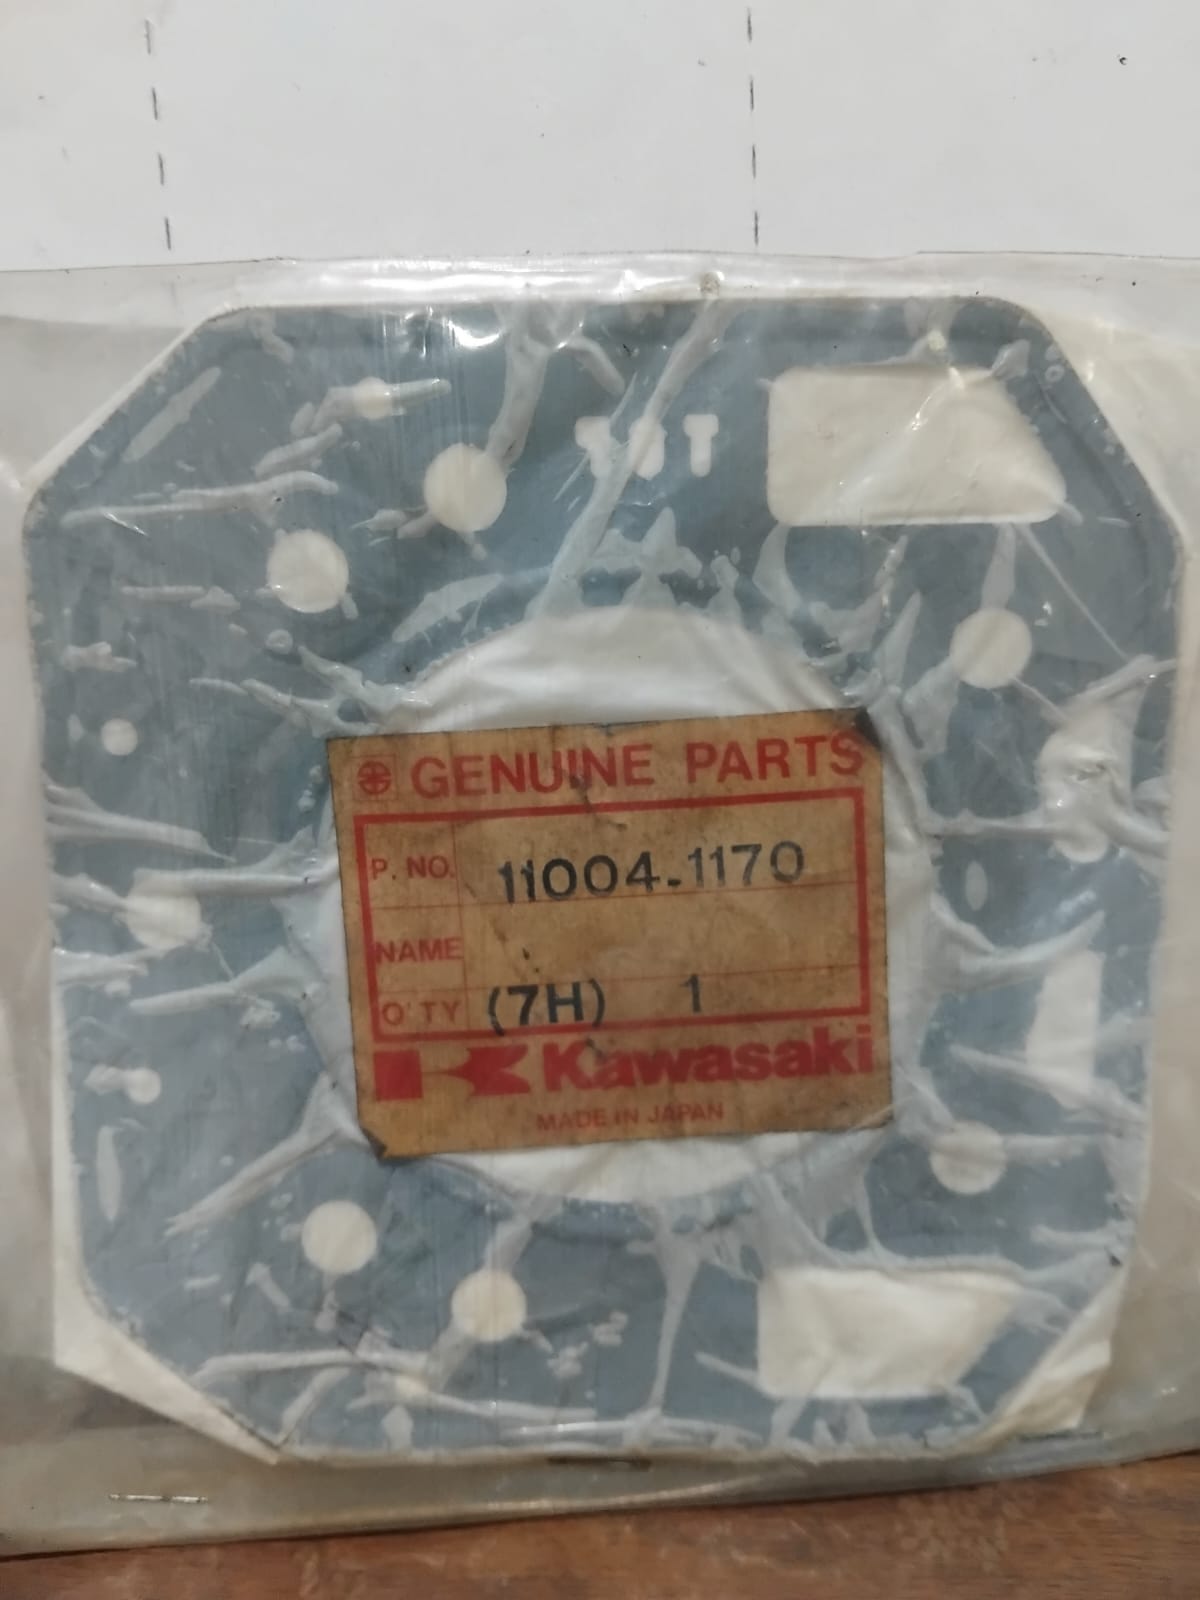 GENUINE PARTS
P. NO. 11004-1170
NAME
Q'TY (7H) 1
Kawasaki
MADE IN JAPAN